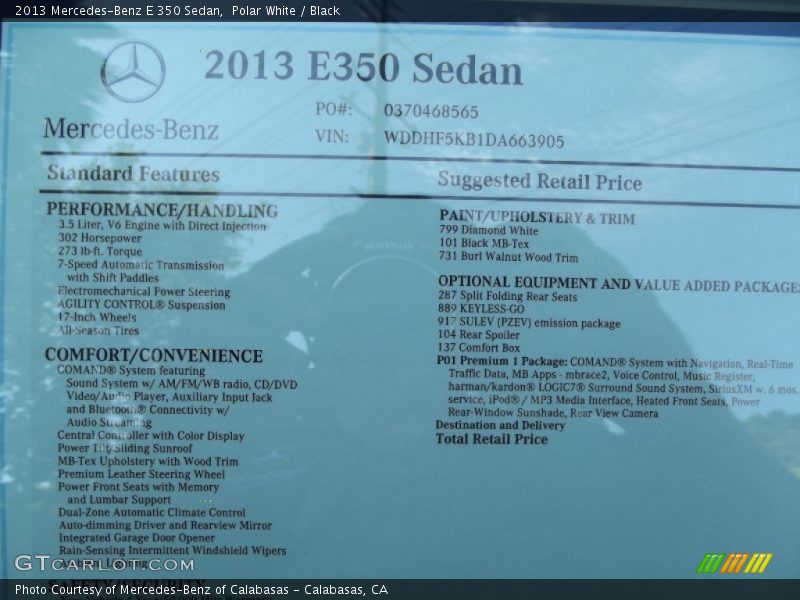 2013 Mercedes-Benz E 350 Sedan, Polar White / Black
2013 E350 Sedan
Mercedes-Benz
PO#: 0370468565
VIN: WDDHF5KB1DA663905
Standard Features
PERFORMANCE/HANDLING
3.5 Liter, V6 Engine with Direct Injection
302 Horsepower
273 lb-ft. Torque
7-Speed Automatic Transmission
with Shift Paddles
Electromechanical Power Steering
AGILITY CONTROL® Suspension
17-Inch Wheels
All-Season Tires
COMFORT/CONVENIENCE
COMAND® System featuring
Sound System w/ AM/FM/WB radio, CD/DVD
Video/Audio Player, Auxiliary Input Jack
and Bluetooth® Connectivity w/
Audio Streaming
Central Controller with Color Display
Power Tilt/Sliding Sunroof
MB-Tex Upholstery with Wood Trim
Premium Leather Steering Wheel
Power Front Seats with Memory
and Lumbar Support
Dual-Zone Automatic Climate Control
Auto-dimming Driver and Rearview Mirror
Integrated Garage Door Opener
Rain-Sensing Intermittent Windshield Wipers
SAFETY/SECURITY
Suggested Retail Price
PAINT/UPHOLSTERY & TRIM
799 Diamond White
101 Black MB-Tex
731 Burl Walnut Wood Trim
OPTIONAL EQUIPMENT AND VALUE ADDED PACKAGES
287 Split Folding Rear Seats
889 KEYLESS-GO
917 SULEV (PZEV) emission package
104 Rear Spoiler
137 Comfort Box
P01 Premium 1 Package: COMAND® System with Navigation, Real-Time
Traffic Data, MB Apps - mbrace2, Voice Control, Music Register,
harman/kardon® LOGIC7® Surround Sound System, SiriusXM w. 6 mos.
service, iPod® / MP3 Media Interface, Heated Front Seats, Power
Rear-Window Sunshade, Rear View Camera
Destination and Delivery
Total Retail Price
GTCARLOT.COM
Photo Courtesy of Mercedes-Benz of Calabasas - Calabasas, CA